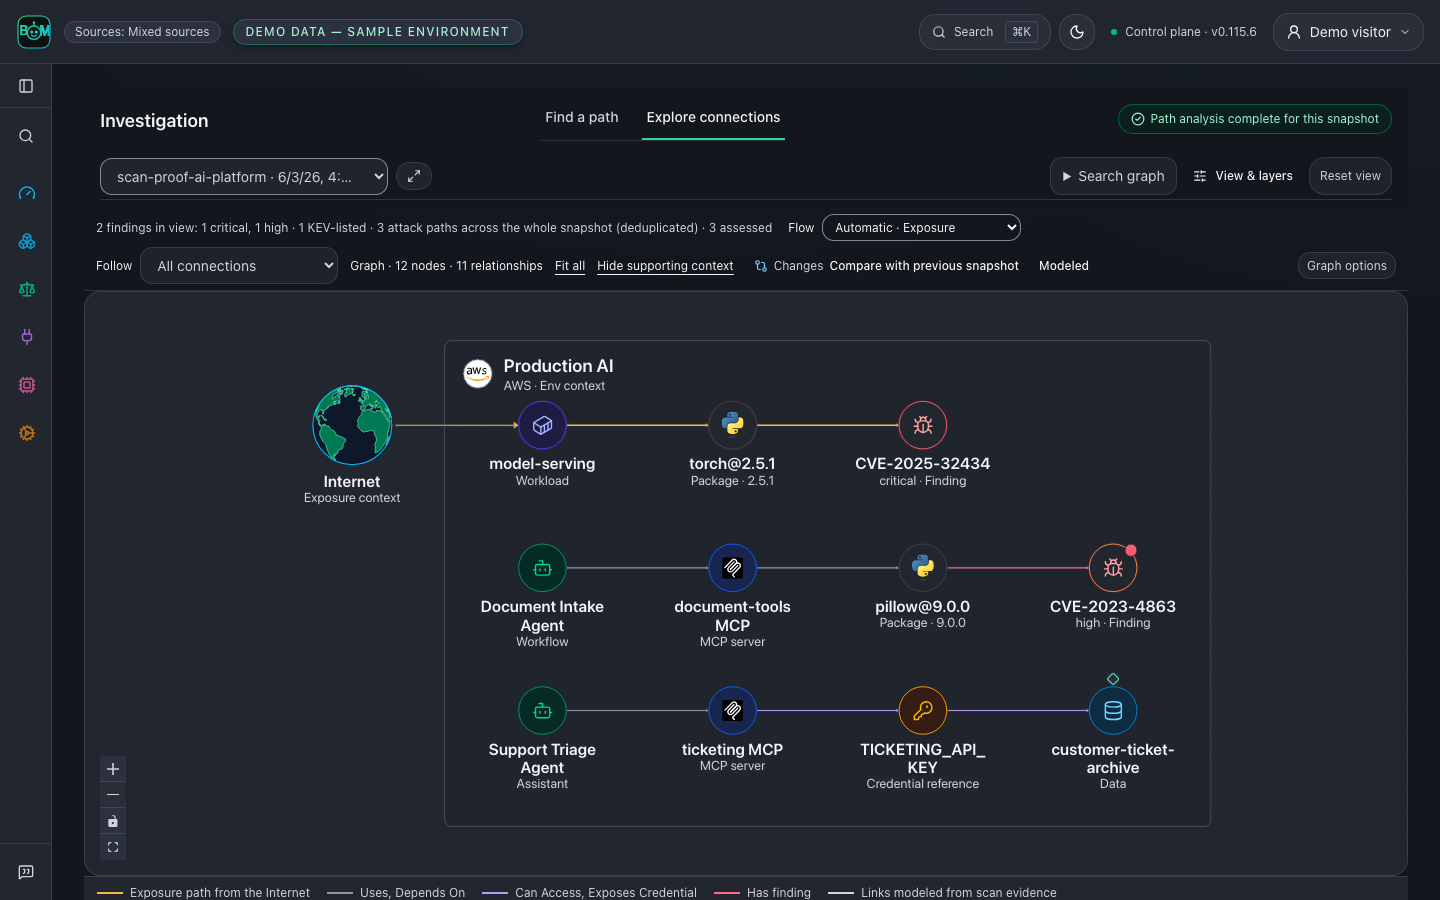 BOM
Sources: Mixed sources
DEMO DATA — SAMPLE ENVIRONMENT
Search
⌘K
Control plane · v0.115.6
Demo visitor
Investigation
Find a path
Explore connections
Path analysis complete for this snapshot
scan-proof-ai-platform · 6/3/26, 4:...
Search graph
View & layers
Reset view
2 findings in view: 1 critical, 1 high · 1 KEV-listed · 3 attack paths across the whole snapshot (deduplicated) · 3 assessed
Flow
Automatic · Exposure
Follow
All connections
Graph · 12 nodes · 11 relationships
Fit all
Hide supporting context
Changes
Compare with previous snapshot
Modeled
Graph options
aws
Production AI
AWS · Env context
Internet
Exposure context
model-serving
Workload
torch@2.5.1
Package · 2.5.1
CVE-2025-32434
critical · Finding
Document Intake
Agent
Workflow
document-tools
MCP
MCP server
pillow@9.0.0
Package · 9.0.0
CVE-2023-4863
high · Finding
Support Triage
Agent
Assistant
ticketing MCP
MCP server
TICKETING_API_
KEY
Credential reference
customer-ticket-
archive
Data
Exposure path from the Internet
Uses, Depends On
Can Access, Exposes Credential
Has finding
Links modeled from scan evidence